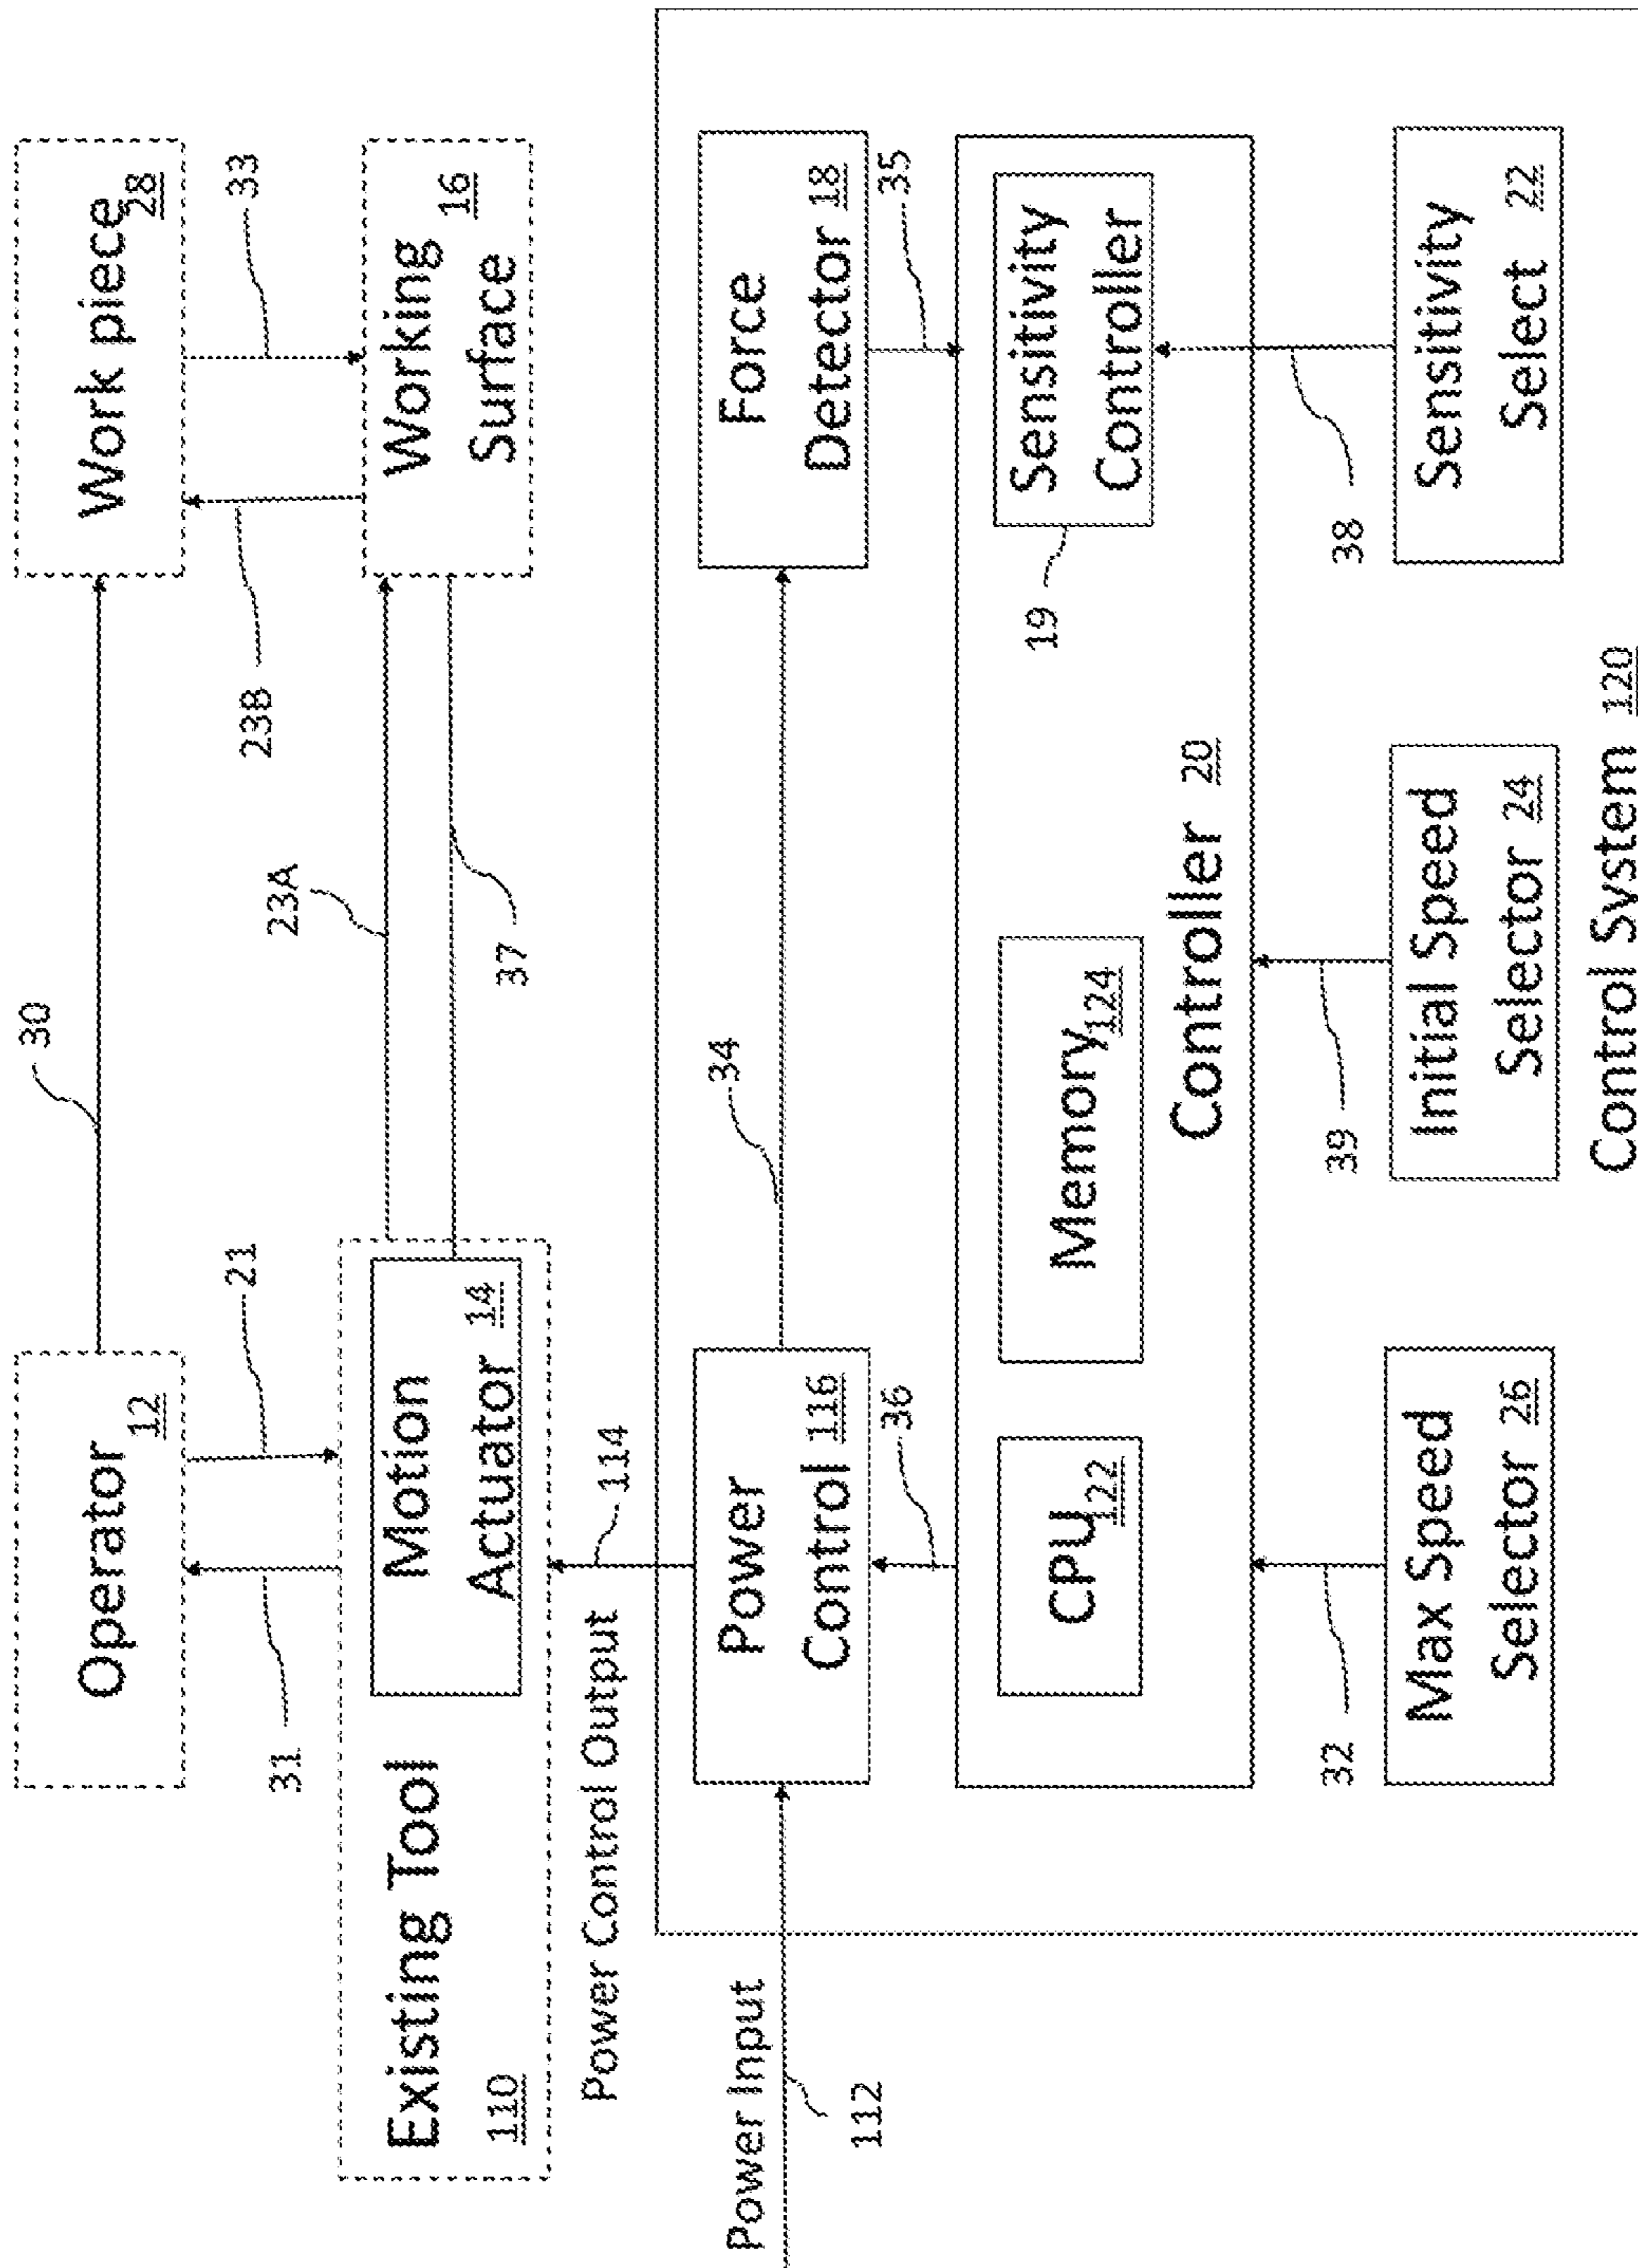 30
Operator
12
Work piece
28
31
21
23B
33
23A
Existing Tool
110
Motion
Actuator 14
Working
16
Surface
37
Power Control Output
114
Power Input
112
34
Power
Control 116
Force
Detector 18
36
35
CPU
122
Memory
124
Controller 20
19
Sensitivity
Controller
32
39
38
Max Speed
Selector 26
Initial Speed
Selector 24
Sensitivity
Select 22
Control System 120